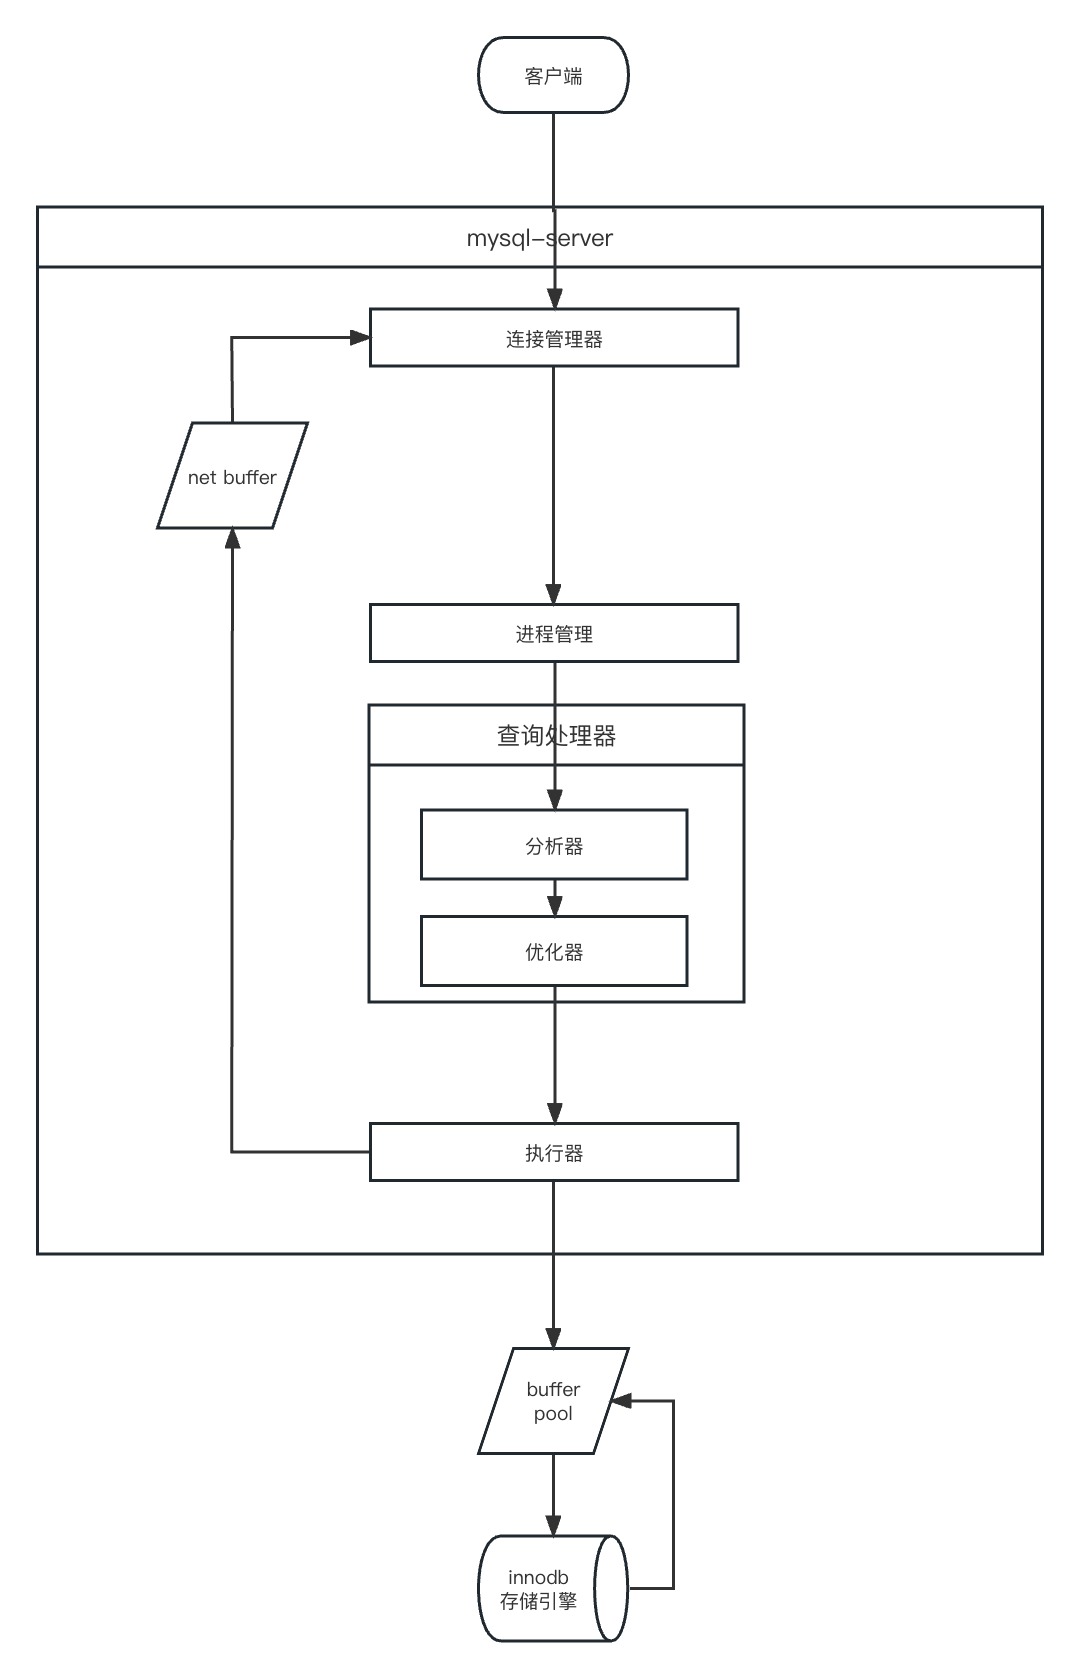 客户端
mysql-server
连接管理器
net buffer
进程管理
查询处理器
分析器
优化器
执行器
buffer
pool
innodb
存储引擎